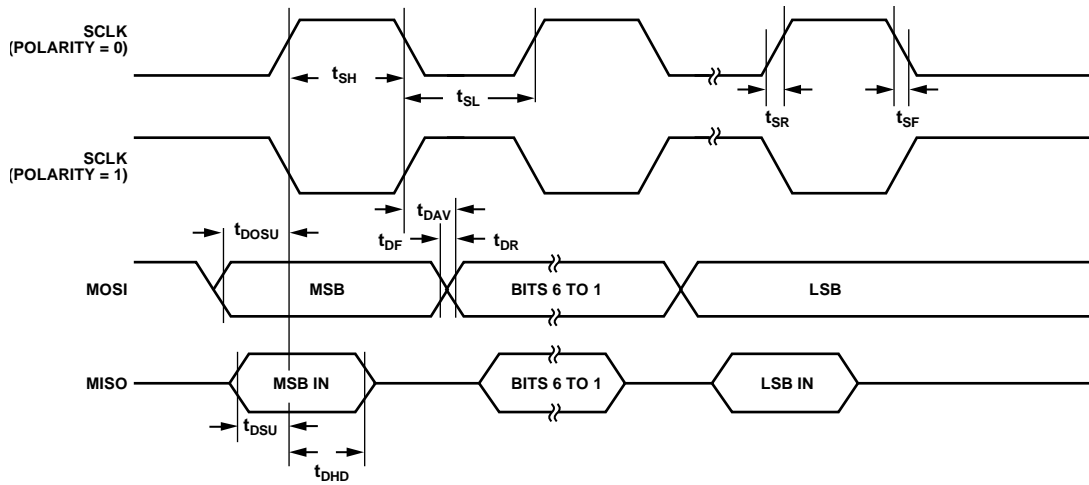 SCLK
(POLARITY = 0)
tSH
tSL
tSR
tSF
SCLK
(POLARITY = 1)
tDAV
tDOSU
tDF
tDR
MOSI
MSB
BITS 6 TO 1
LSB
MISO
MSB IN
BITS 6 TO 1
LSB IN
tDSU
tDHD